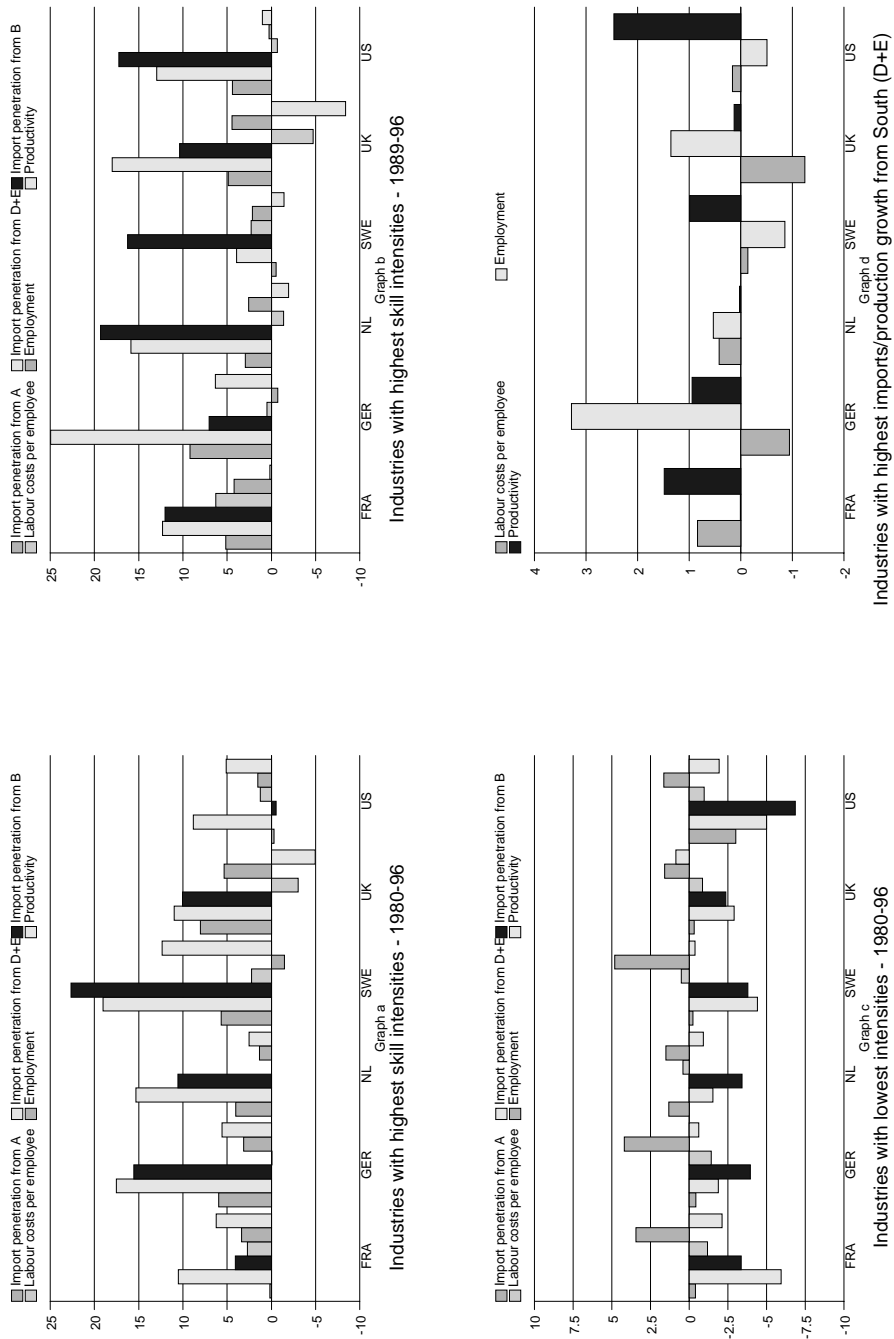 Import penetration from A Import penetration from D+E Import penetration from B
Labour costs per employee Employment Productivity
25
20
15
10
5
0
-5
-10
FRA GER NL SWE UK US
Graph a
Industries with highest skill intensities - 1980-96
Import penetration from A Import penetration from D+E Import penetration from B
Labour costs per employee Employment Productivity
25
20
15
10
5
0
-5
-10
FRA GER NL SWE UK US
Graph b
Industries with highest skill intensities - 1989-96
Import penetration from A Import penetration from D+E Import penetration from B
Labour costs per employee Employment Productivity
10
7.5
5
2.5
0
-2.5
-5
-7.5
-10
FRA GER NL SWE UK US
Graph c
Industries with lowest intensities - 1980-96
Labour costs per employee Employment
Productivity
4
3
2
1
0
-1
-2
FRA GER NL SWE UK US
Graph d
Industries with highest imports/production growth from South (D+E)